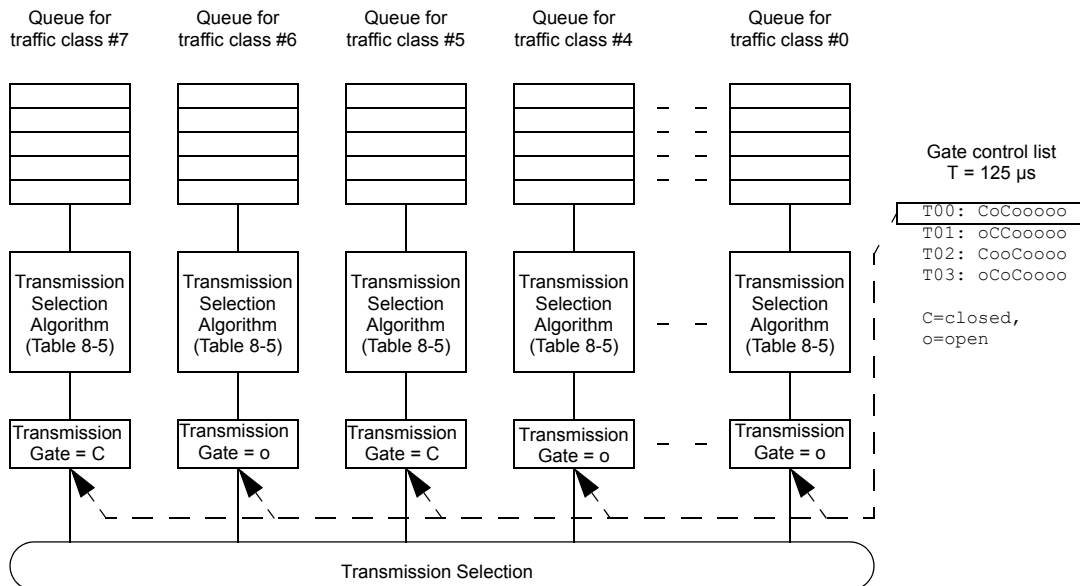 Queue for
traffic class #7
Queue for
traffic class #6
Queue for
traffic class #5
Queue for
traffic class #4
Queue for
traffic class #0
Gate control list
T = 125 µs
T00: CoCooooo
T01: oCCooooo
T02: CooCoooo
T03: oCoCoooo
C=closed,
o=open
Transmission
Selection
Algorithm
(Table 8-5)
Transmission
Selection
Algorithm
(Table 8-5)
Transmission
Selection
Algorithm
(Table 8-5)
Transmission
Selection
Algorithm
(Table 8-5)
Transmission
Selection
Algorithm
(Table 8-5)
Transmission
Gate = C
Transmission
Gate = o
Transmission
Gate = C
Transmission
Gate = o
Transmission
Gate = o
Transmission Selection